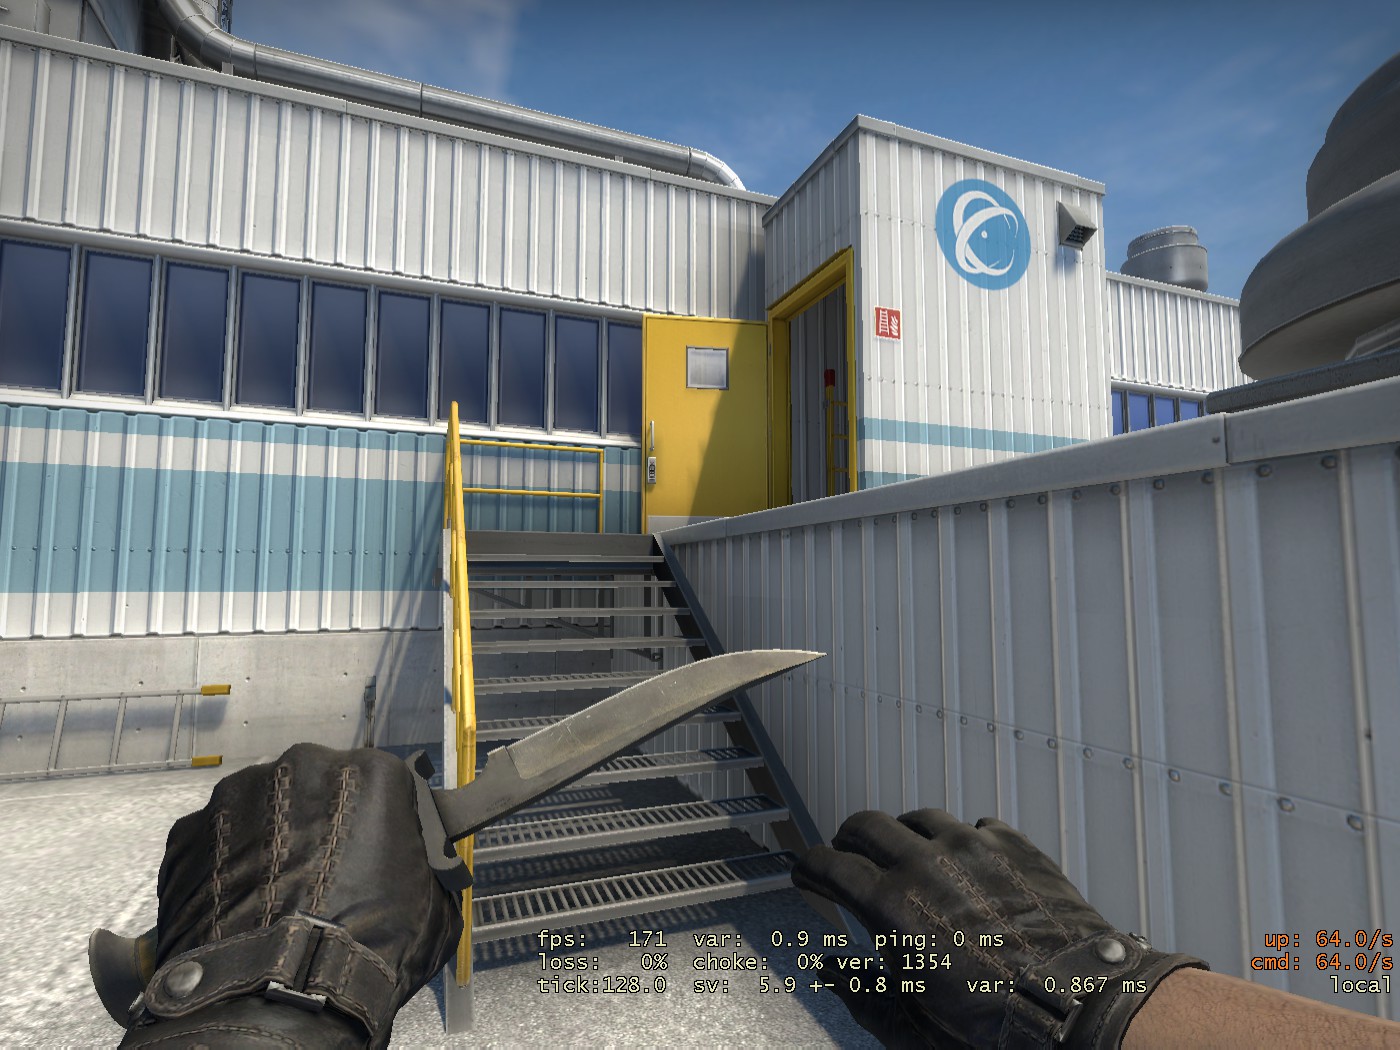 fps: 171 var: 0.9 ms ping: 0 ms
loss: 0% choke: 0% ver: 1354
tick:128.0 sv: 5.9 +- 0.8 ms var: 0.867 ms
up: 64.0/s
cmd: 64.0/s
local